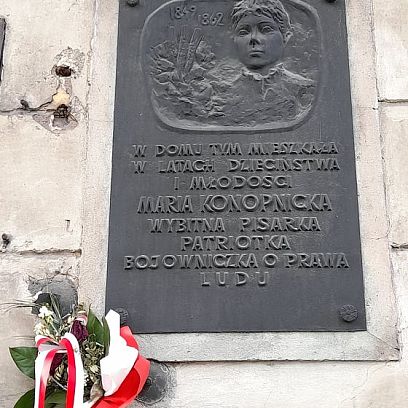 1849 1862
W DOMU TYM MIESZKAŁA
W LATACH DZIECIŃSTWA
I MŁODOŚCI
MARIA KONOPNICKA
WYBITNA PISARKA
PATRIOTKA
BOJOWNICZKA O PRAWA
LUDU